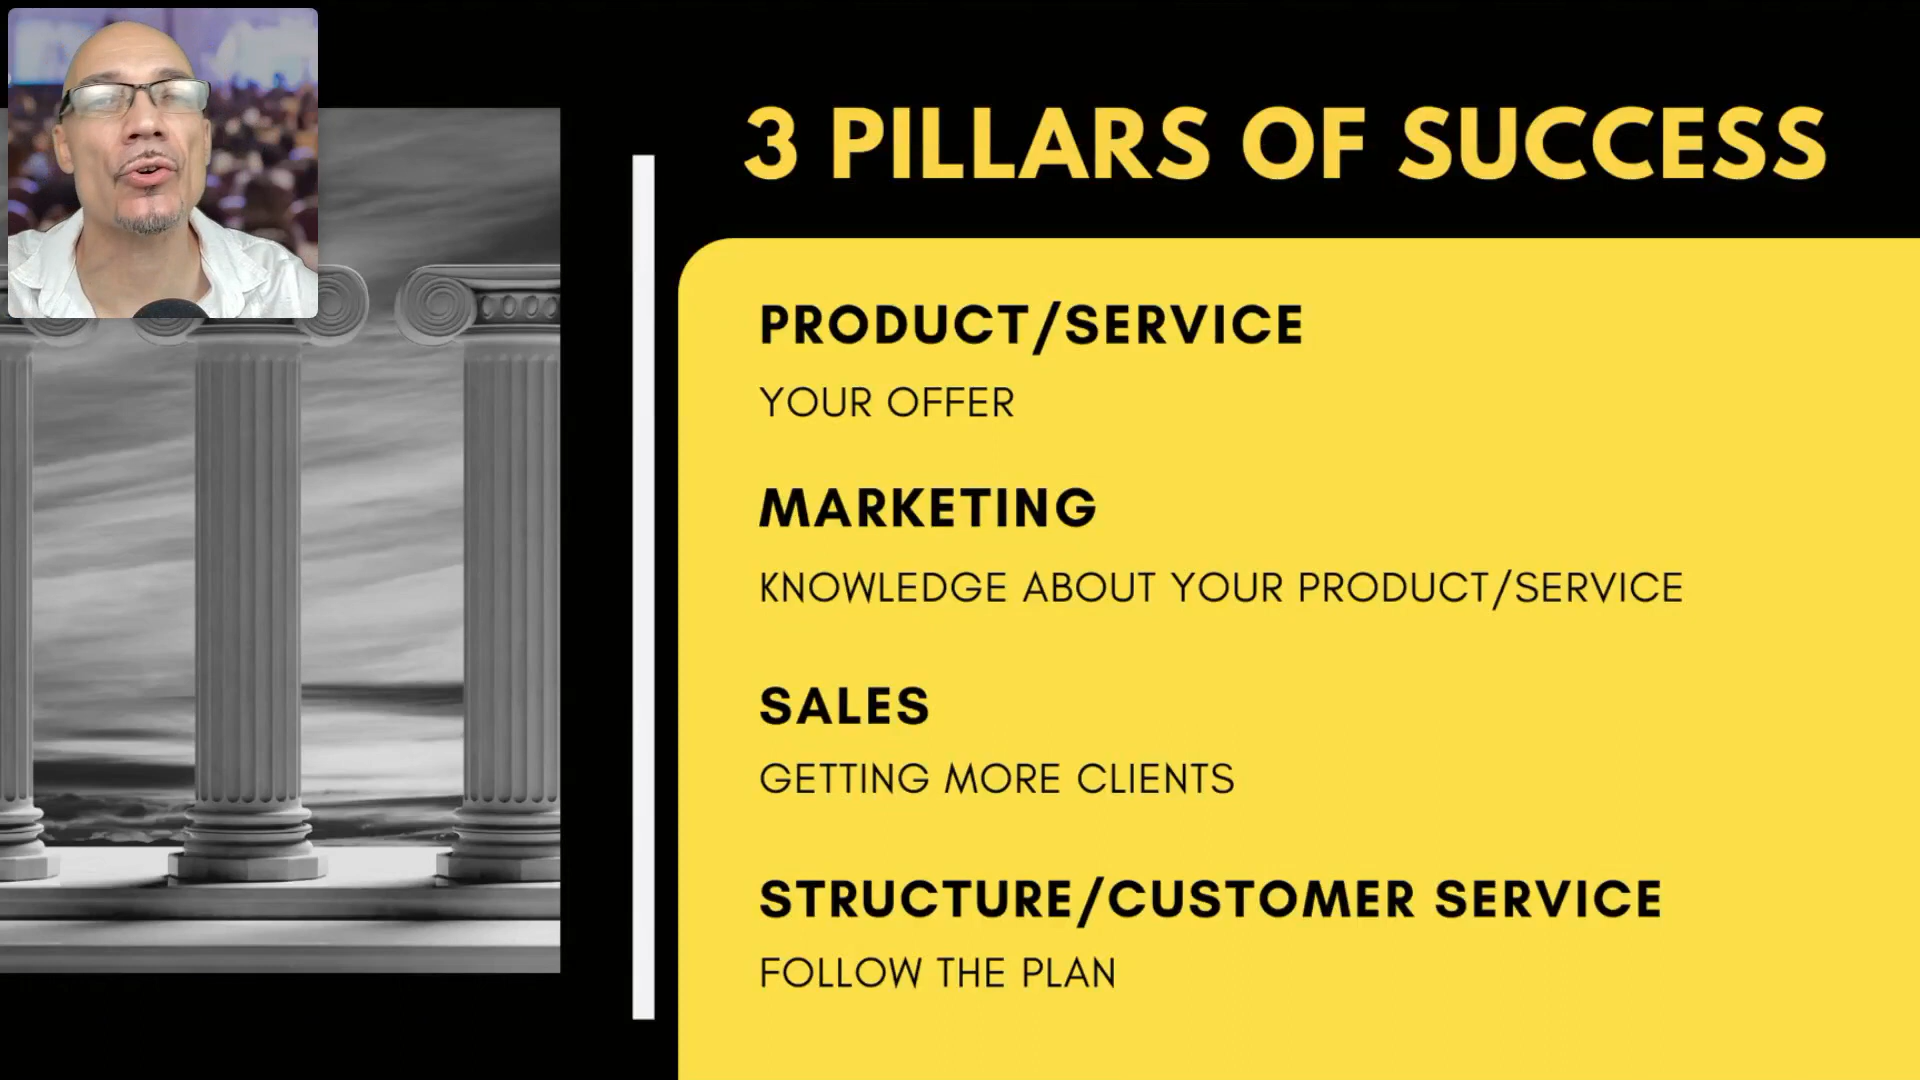 3 PILLARS OF SUCCESS
PRODUCT/SERVICE
YOUR OFFER
MARKETING
KNOWLEDGE ABOUT YOUR PRODUCT/SERVICE
SALES
GETTING MORE CLIENTS
STRUCTURE/CUSTOMER SERVICE
FOLLOW THE PLAN